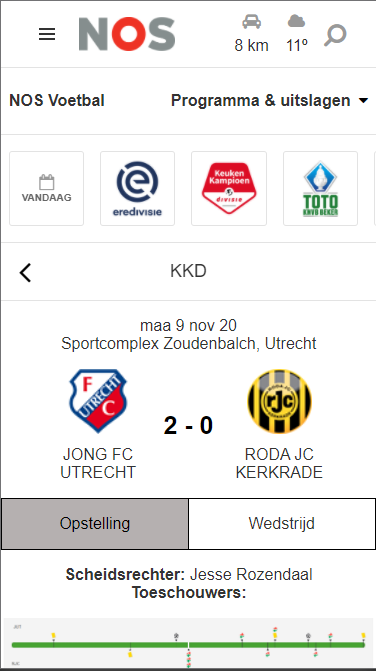 NOS
8 km
11°
NOS Voetbal
Programma & uitslagen
VANDAAG
eredivisie
Keuken
Kampioen
divisie
TOTO
KNVB BEKER
KKD
maa 9 nov 20
Sportcomplex Zoudenbalch, Utrecht
FC
UTRECHT
rjc
2 - 0
JONG FC
UTRECHT
RODA JC
KERKRADE
Opstelling
Wedstrijd
Scheidsrechter: Jesse Rozendaal
Toeschouwers: